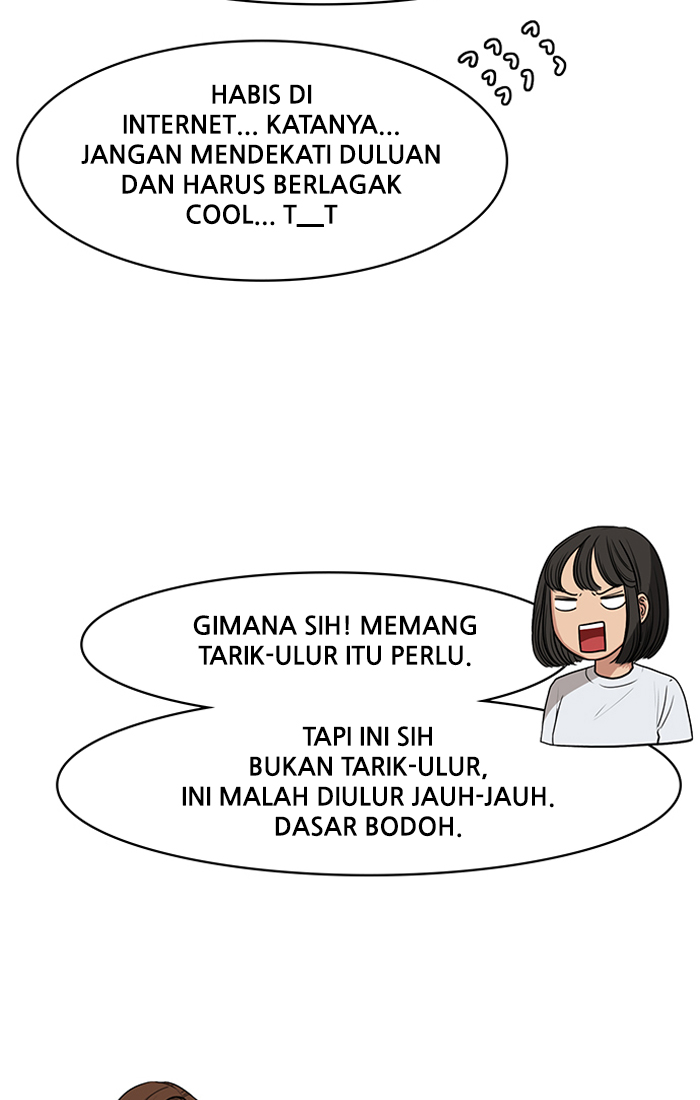 HABIS DI
INTERNET... KATANYA...
JANGAN MENDEKATI DULUAN
DAN HARUS BERLAGAK
COOL... T__T
GIMANA SIH! MEMANG
TARIK-ULUR ITU PERLU.
TAPI INI SIH
BUKAN TARIK-ULUR,
INI MALAH DIULUR JAUH-JAUH.
DASAR BODOH.